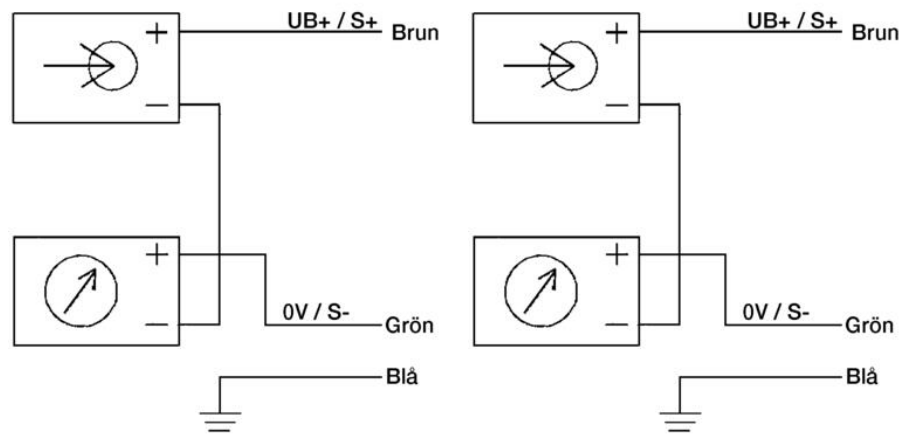 UB+ / S+ Brun
+
−
+
0V / S- Grön
−
Blå
UB+ / S+ Brun
+
−
+
0V / S- Grön
−
Blå